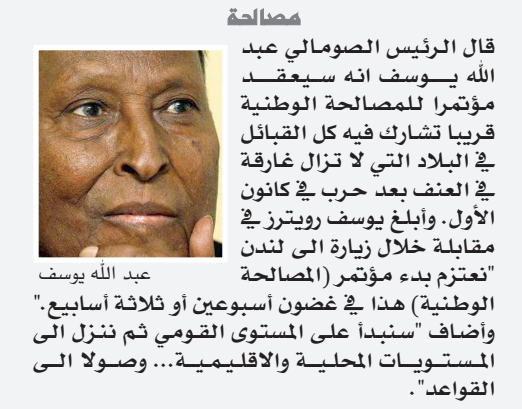 مصالحة
قال الرئيس الصومالي عبد
الله يوسف انه سيعقد
مؤتمرا للمصالحة الوطنية
قريبا تشارك فيه كل القبائل
في البلاد التي لا تزال غارقة
في العنف بعد حرب في كانون
الأول. وأبلغ يوسف رويترز في
مقابلة خلال زيارة الى لندن
"نعتزم بدء مؤتمر (المصالحة
عبد الله يوسف
الوطنية) هذا في غضون أسبوعين أو ثلاثة أسابيع."
وأضاف "سنبدأ على المستوى القومي ثم ننزل الى
المستويات المحلية والاقليمية... وصولا الى
القواعد".